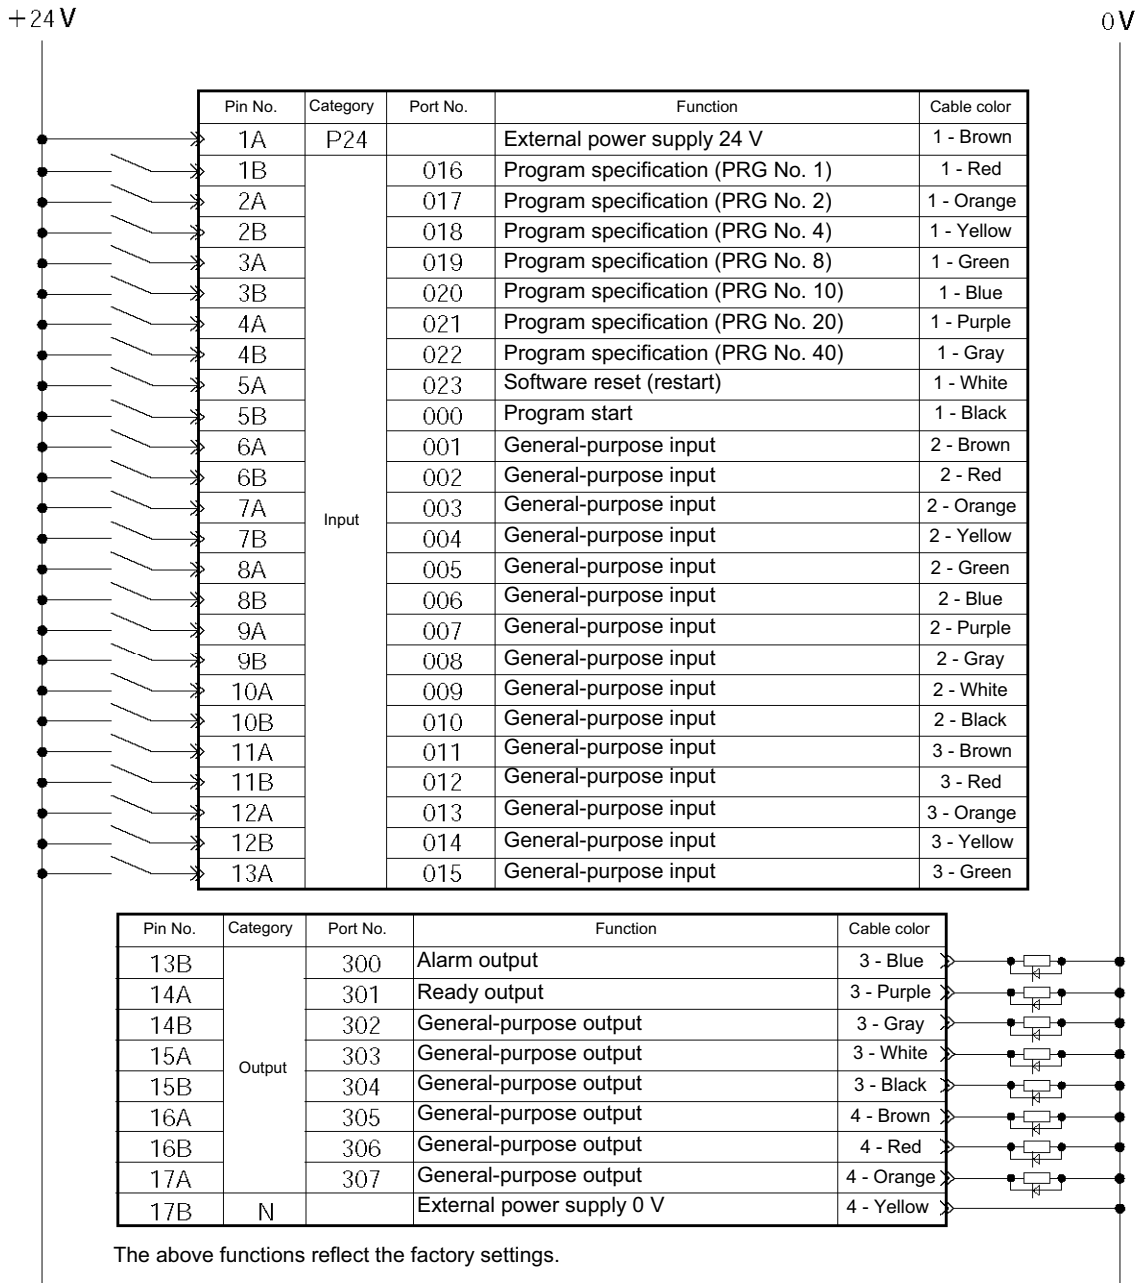 +24V 0V
Pin No. Category Port No. Function Cable color
1A P24 External power supply 24 V 1 - Brown
1B 016 Program specification (PRG No. 1) 1 - Red
2A 017 Program specification (PRG No. 2) 1 - Orange
2B 018 Program specification (PRG No. 4) 1 - Yellow
3A 019 Program specification (PRG No. 8) 1 - Green
3B 020 Program specification (PRG No. 10) 1 - Blue
4A 021 Program specification (PRG No. 20) 1 - Purple
4B 022 Program specification (PRG No. 40) 1 - Gray
5A 023 Software reset (restart) 1 - White
5B 000 Program start 1 - Black
6A 001 General-purpose input 2 - Brown
6B 002 General-purpose input 2 - Red
7A Input 003 General-purpose input 2 - Orange
7B 004 General-purpose input 2 - Yellow
8A 005 General-purpose input 2 - Green
8B 006 General-purpose input 2 - Blue
9A 007 General-purpose input 2 - Purple
9B 008 General-purpose input 2 - Gray
10A 009 General-purpose input 2 - White
10B 010 General-purpose input 2 - Black
11A 011 General-purpose input 3 - Brown
11B 012 General-purpose input 3 - Red
12A 013 General-purpose input 3 - Orange
12B 014 General-purpose input 3 - Yellow
13A 015 General-purpose input 3 - Green
Pin No. Category Port No. Function Cable color
13B 300 Alarm output 3 - Blue
14A 301 Ready output 3 - Purple
14B 302 General-purpose output 3 - Gray
15A Output 303 General-purpose output 3 - White
15B 304 General-purpose output 3 - Black
16A 305 General-purpose output 4 - Brown
16B 306 General-purpose output 4 - Red
17A 307 General-purpose output 4 - Orange
17B N External power supply 0 V 4 - Yellow
The above functions reflect the factory settings.